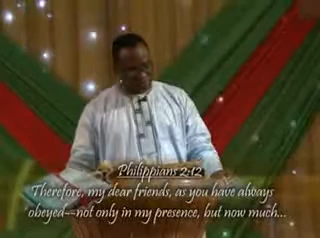 Philippians 2:12
Therefore, my dear friends, as you have always
obeyed--not only in my presence, but now much...